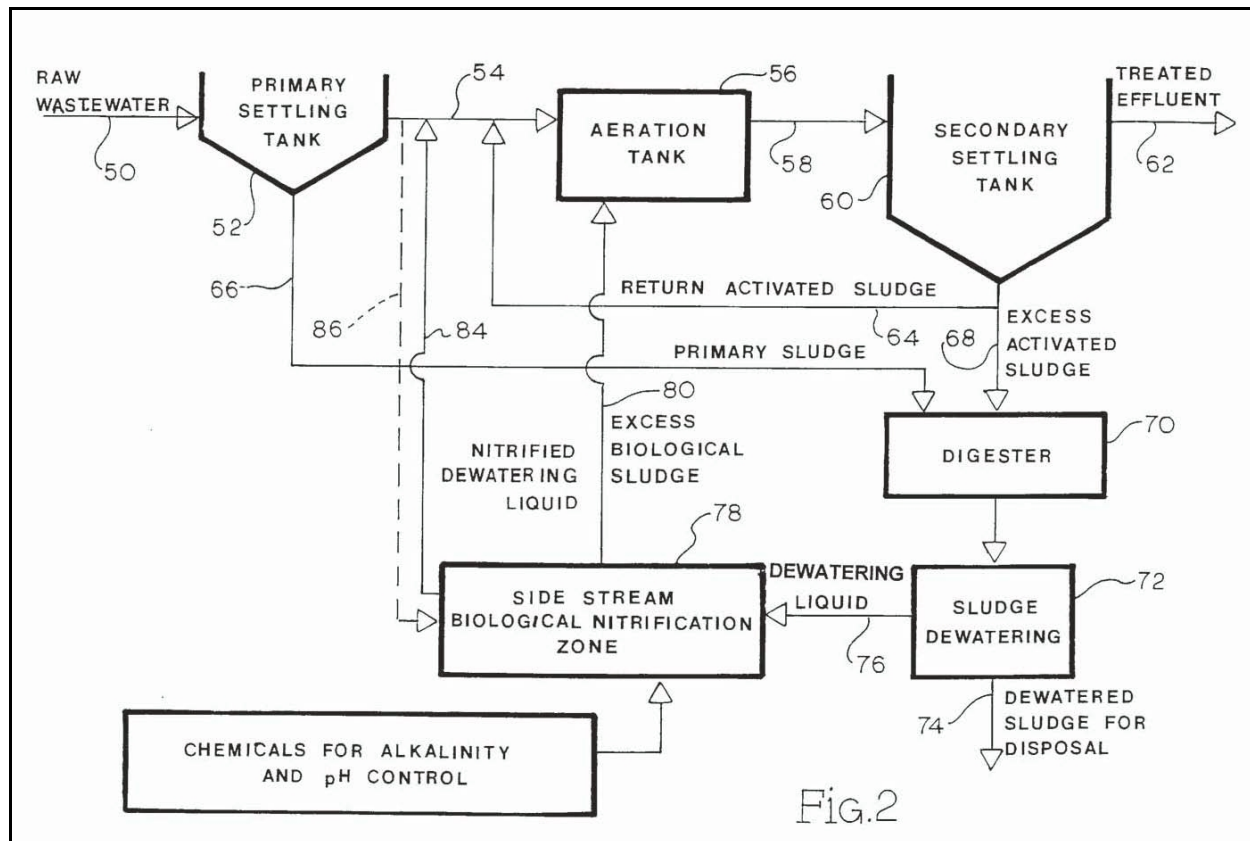 RAW
WASTEWATER
50
PRIMARY
SETTLING
TANK
52
54
56
AERATION
TANK
58
60
SECONDARY
SETTLING
TANK
TREATED
EFFLUENT
62
66
86
84
RETURN ACTIVATED SLUDGE
64
68
EXCESS
ACTIVATED
SLUDGE
PRIMARY SLUDGE
80
EXCESS
BIOLOGICAL
SLUDGE
NITRIFIED
DEWATERING
LIQUID
70
DIGESTER
78
SIDE STREAM
BIOLOGICAL NITRIFICATION
ZONE
DEWATERING
LIQUID
76
72
SLUDGE
DEWATERING
74
DEWATERED
SLUDGE FOR
DISPOSAL
CHEMICALS FOR ALKALINITY
AND pH CONTROL
FIG.2